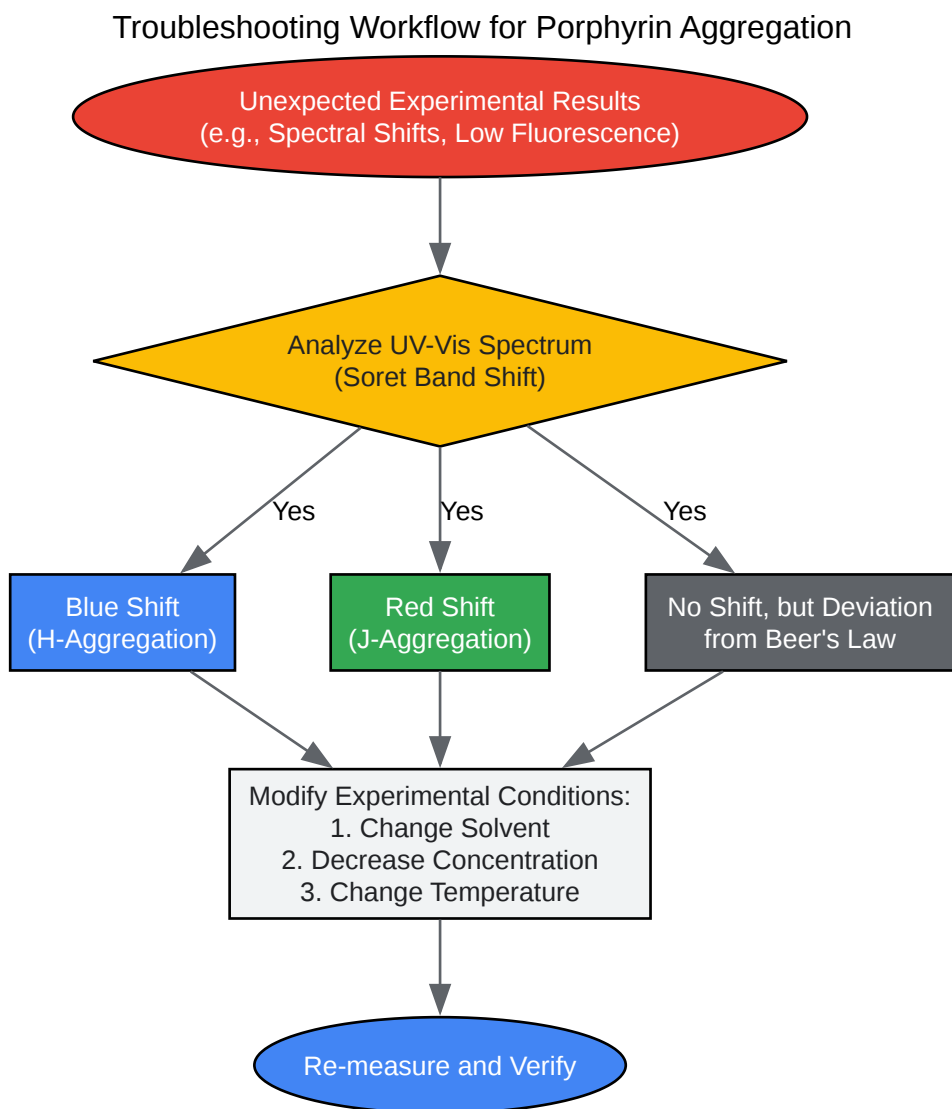 Troubleshooting Workflow for Porphyrin Aggregation
Unexpected Experimental Results
(e.g., Spectral Shifts, Low Fluorescence)
Analyze UV-Vis Spectrum
(Soret Band Shift)
Yes
Yes
Yes
Blue Shift
(H-Aggregation)
Red Shift
(J-Aggregation)
No Shift, but Deviation
from Beer's Law
Modify Experimental Conditions:
1. Change Solvent
2. Decrease Concentration
3. Change Temperature
Re-measure and Verify